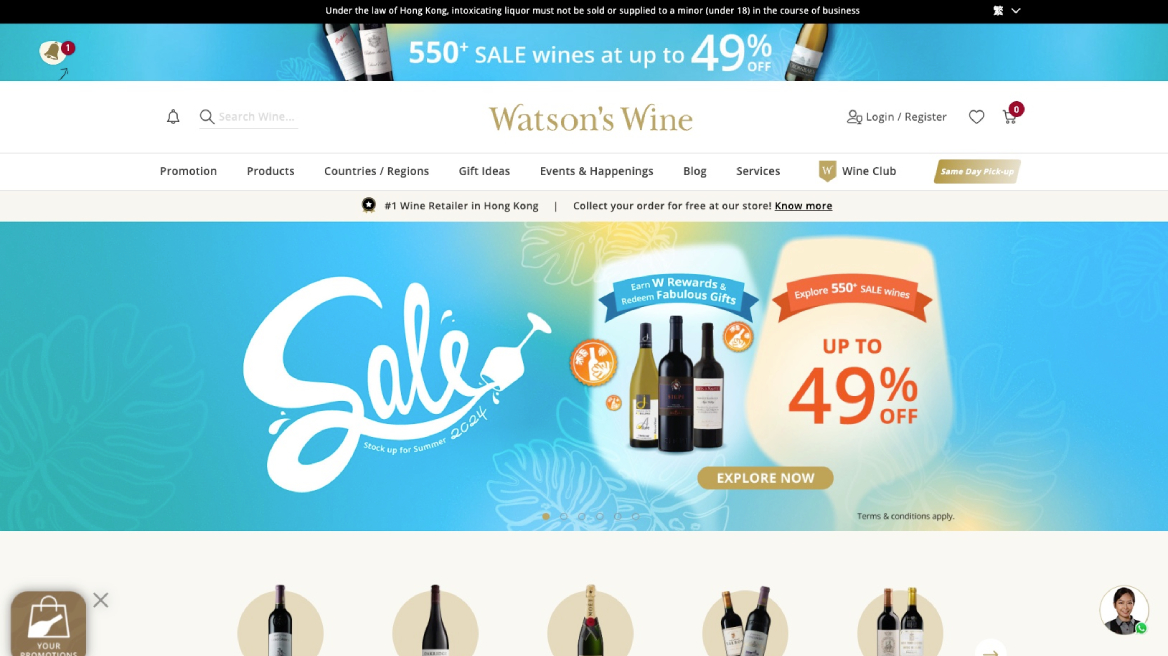 Under the law of Hong Kong, intoxicating liquor must not be sold or supplied to a minor (under 18) in the course of business
繁
1
550+ SALE wines at up to 49% OFF
Search Wine...
Watson's Wine
Login / Register
0
Promotion
Products
Countries / Regions
Gift Ideas
Events & Happenings
Blog
Services
W
Wine Club
Same Day Pick-up
#1 Wine Retailer in Hong Kong | Collect your order for free at our store! Know more
Sale
Stock up for Summer 2024
Earn W Rewards &
Redeem Fabulous Gifts
Explore 550+ SALE wines
UP TO
49%
OFF
EXPLORE NOW
Terms & conditions apply.
YOUR
PROMOTIONS